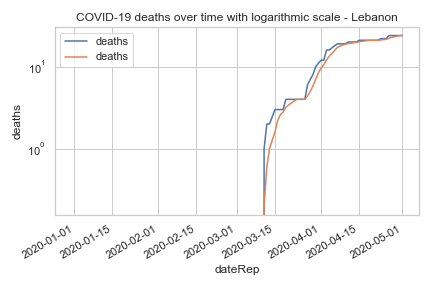 COVID-19 deaths over time with logarithmic scale - Lebanon
deaths
deaths
10¹
10⁰
deaths
2020-01-01
2020-01-15
2020-02-01
2020-02-15
2020-03-01
2020-03-15
2020-04-01
2020-04-15
2020-05-01
dateRep